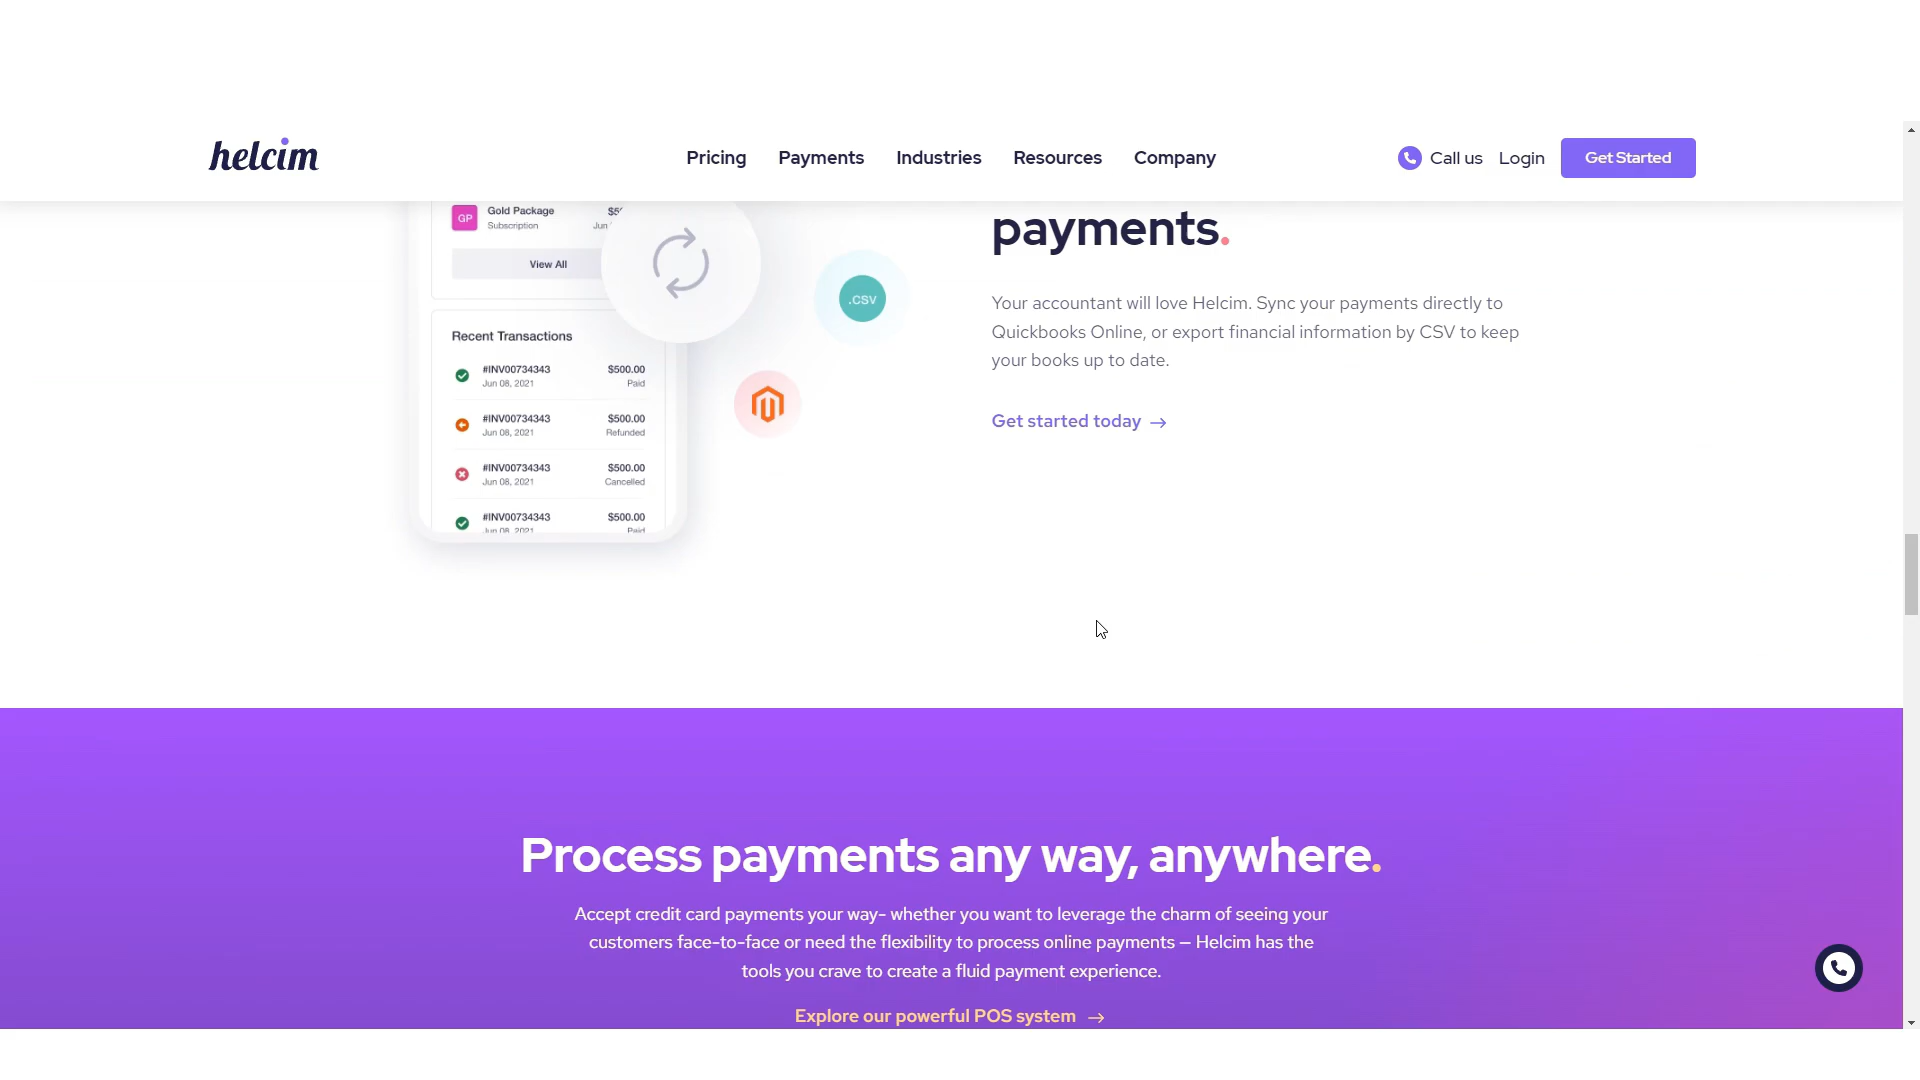 helcim
Pricing
Payments
Industries
Resources
Company
Call us
Login
Get Started
GP
Gold Package
Subscription
Jun
View All
Recent Transactions
#INV00734343 $500.00
Jun 08, 2021 Paid
#INV00734343 $500.00
Jun 08, 2021 Refunded
#INV00734343 $500.00
Jun 08, 2021 Cancelled
#INV00734343 $500.00
Jun 08, 2021 Paid
.CSV
payments.
Your accountant will love Helcim. Sync your payments directly to
Quickbooks Online, or export financial information by CSV to keep
your books up to date.
Get started today →
Process payments any way, anywhere.
Accept credit card payments your way- whether you want to leverage the charm of seeing your
customers face-to-face or need the flexibility to process online payments — Helcim has the
tools you crave to create a fluid payment experience.
Explore our powerful POS system →